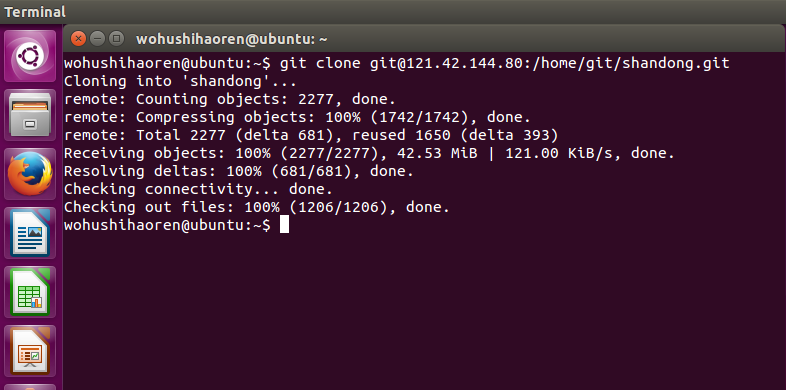 Terminal
wohushihaoren@ubuntu: ~
wohushihaoren@ubuntu:~$ git clone git@121.42.144.80:/home/git/shandong.git
Cloning into 'shandong'...
remote: Counting objects: 2277, done.
remote: Compressing objects: 100% (1742/1742), done.
remote: Total 2277 (delta 681), reused 1650 (delta 393)
Receiving objects: 100% (2277/2277), 42.53 MiB | 121.00 KiB/s, done.
Resolving deltas: 100% (681/681), done.
Checking connectivity... done.
Checking out files: 100% (1206/1206), done.
wohushihaoren@ubuntu:~$